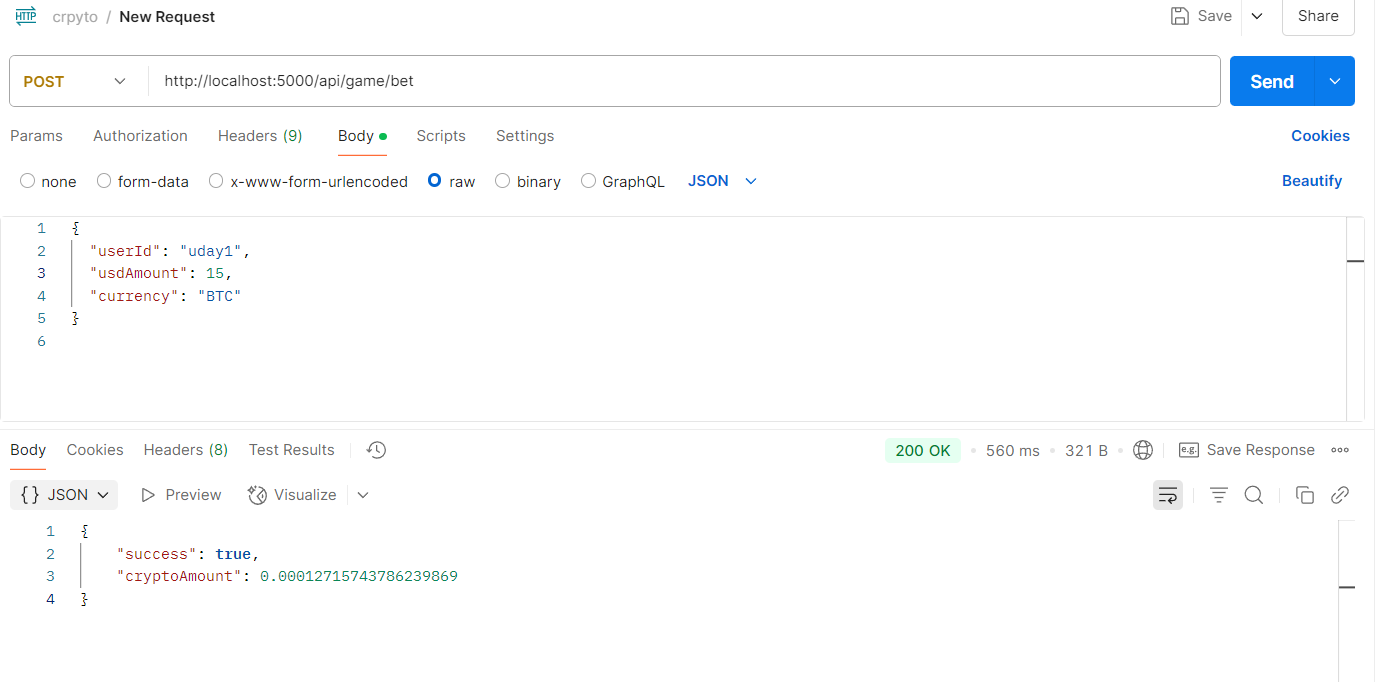 HTTP crpyto / New Request Save Share
POST http://localhost:5000/api/game/bet Send
Params Authorization Headers (9) Body Scripts Settings Cookies
none form-data x-www-form-urlencoded raw binary GraphQL JSON Beautify
1 {
2 "userId": "uday1",
3 "usdAmount": 15,
4 "currency": "BTC"
5 }
6
Body Cookies Headers (8) Test Results 200 OK • 560 ms • 321 B • e.g. Save Response
{} JSON Preview Visualize
1 {
2 "success": true,
3 "cryptoAmount": 0.00012715743786239869
4 }